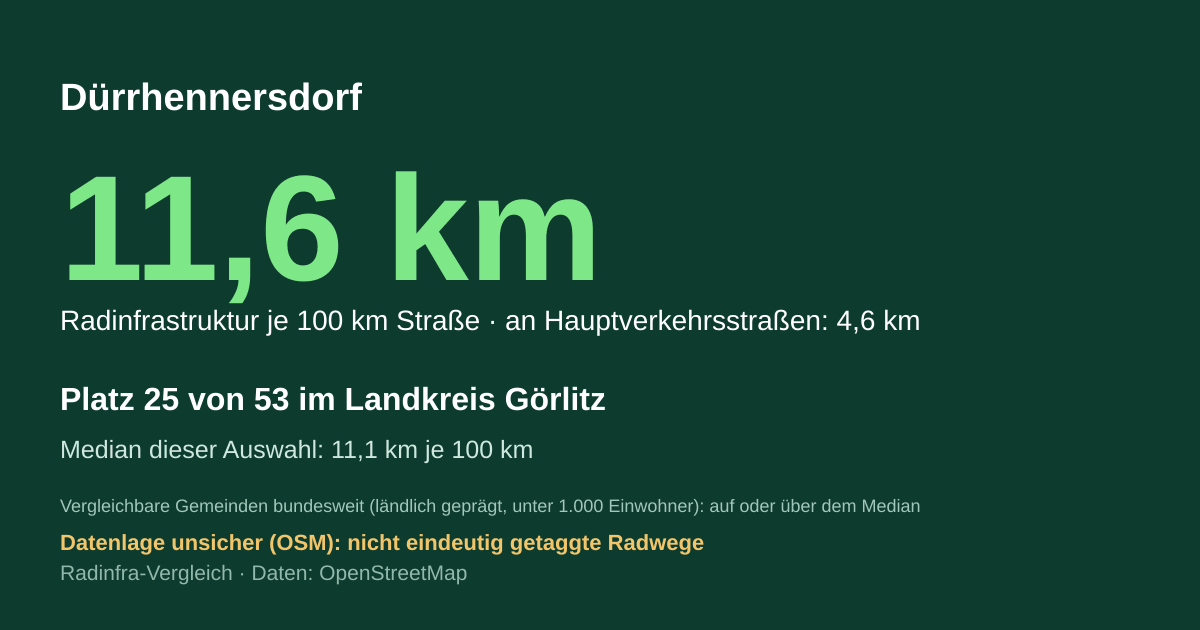 Dürrhennersdorf
11,6 km
Radinfrastruktur je 100 km Straße · an Hauptverkehrsstraßen: 4,6 km
Platz 25 von 53 im Landkreis Görlitz
Median dieser Auswahl: 11,1 km je 100 km
Vergleichbare Gemeinden bundesweit (ländlich geprägt, unter 1.000 Einwohner): auf oder über dem Median
Datenlage unsicher (OSM): nicht eindeutig getaggte Radwege
Radinfra-Vergleich · Daten: OpenStreetMap